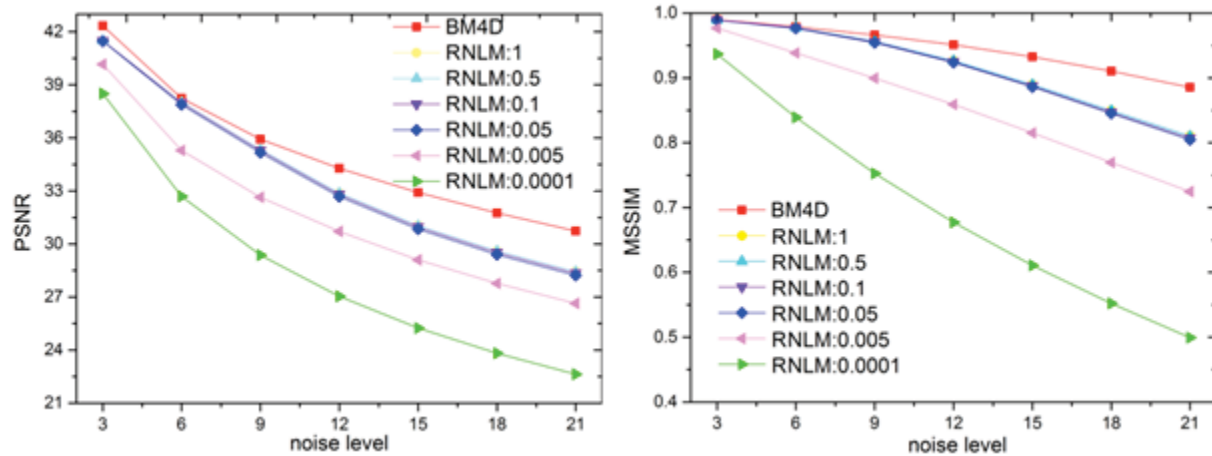 42
39
36
33
30
27
24
21
PSNR
3 6 9 12 15 18 21
noise level
BM4D
RNLM:1
RNLM:0.5
RNLM:0.1
RNLM:0.05
RNLM:0.005
RNLM:0.0001
1.0
0.9
0.8
0.7
0.6
0.5
0.4
MSSIM
3 6 9 12 15 18 21
noise level
BM4D
RNLM:1
RNLM:0.5
RNLM:0.1
RNLM:0.05
RNLM:0.005
RNLM:0.0001